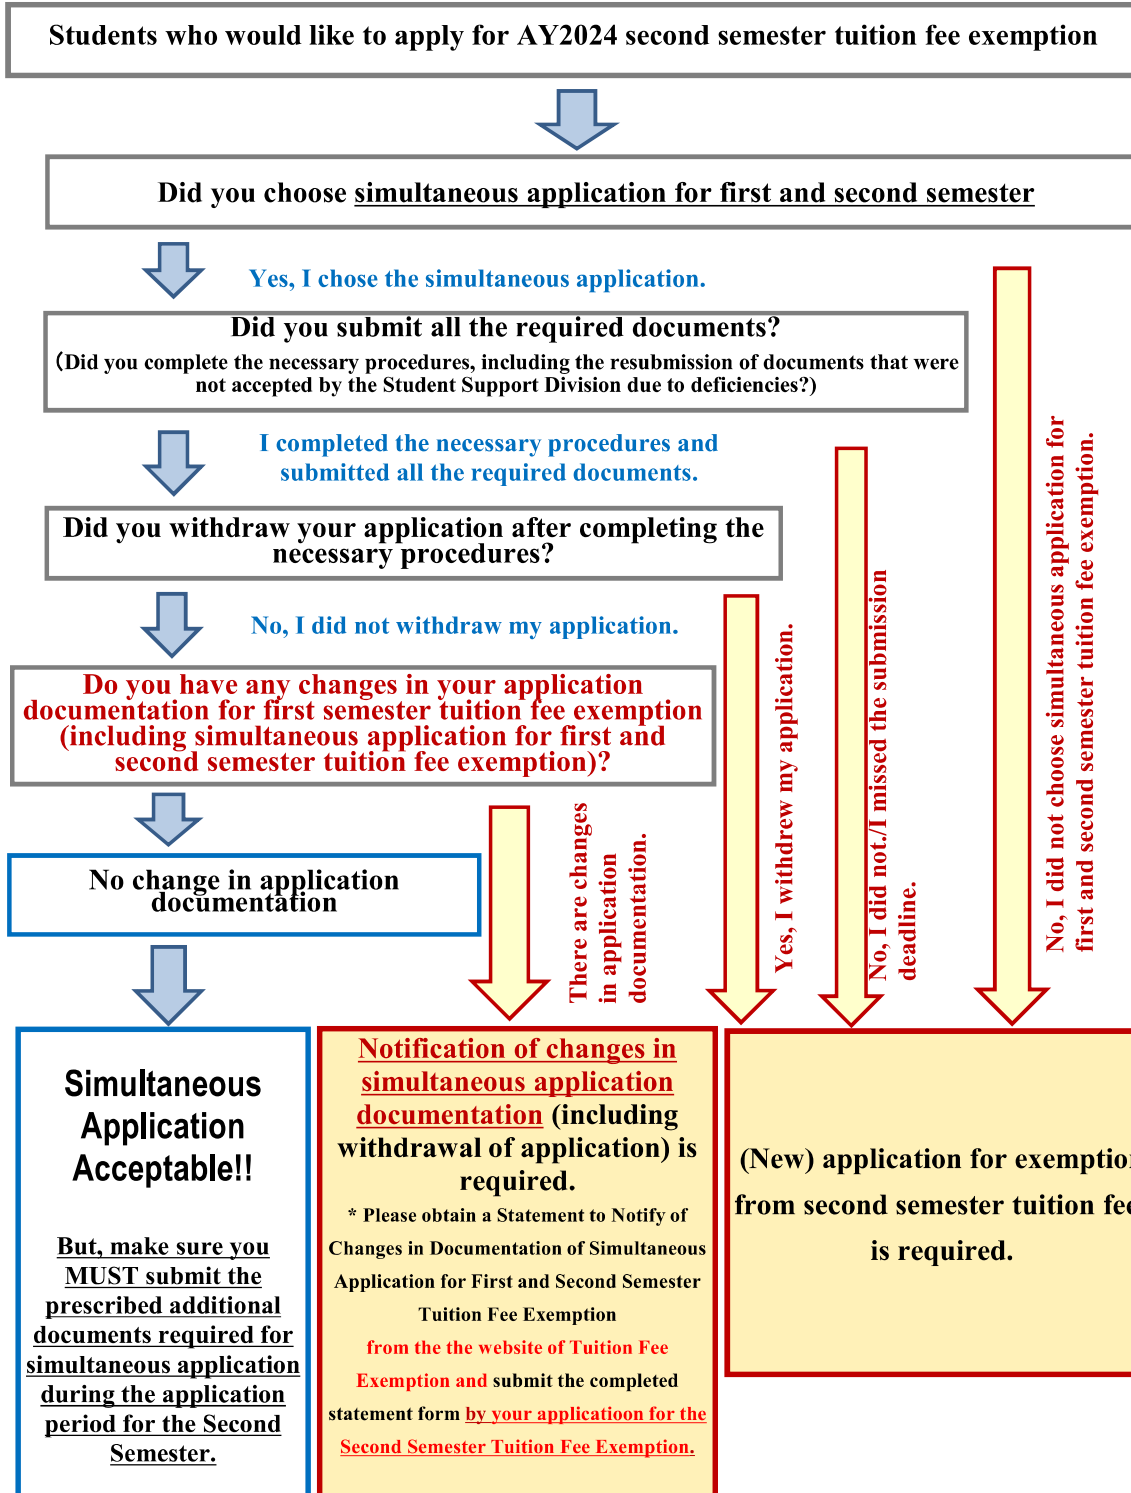 Students who would like to apply for AY2024 second semester tuition fee exemption
Did you choose simultaneous application for first and second semester
Yes, I chose the simultaneous application.
Did you submit all the required documents?
(Did you complete the necessary procedures, including the resubmission of documents that were
not accepted by the Student Support Division due to deficiencies?)
I completed the necessary procedures and
submitted all the required documents.
Did you withdraw your application after completing the
necessary procedures?
No, I did not withdraw my application.
Do you have any changes in your application
documentation for first semester tuition fee exemption
(including simultaneous application for first and
second semester tuition fee exemption)?
No change in application
documentation
There are changes
in application
documentation.
Yes, I withdrew my application.
No, I did not./I missed the submission
deadline.
No, I did not choose simultaneous application for
first and second semester tuition fee exemption.
Simultaneous
Application
Acceptable!!
But, make sure you
MUST submit the
prescribed additional
documents required for
simultaneous application
during the application
period for the Second
Semester.
Notification of changes in
simultaneous application
documentation (including
withdrawal of application) is
required.
* Please obtain a Statement to Notify of
Changes in Documentation of Simultaneous
Application for First and Second Semester
Tuition Fee Exemption
from the the website of Tuition Fee
Exemption and submit the completed
statement form by your applicatioon for the
Second Semester Tuition Fee Exemption.
(New) application for exemption
from second semester tuition fee
is required.